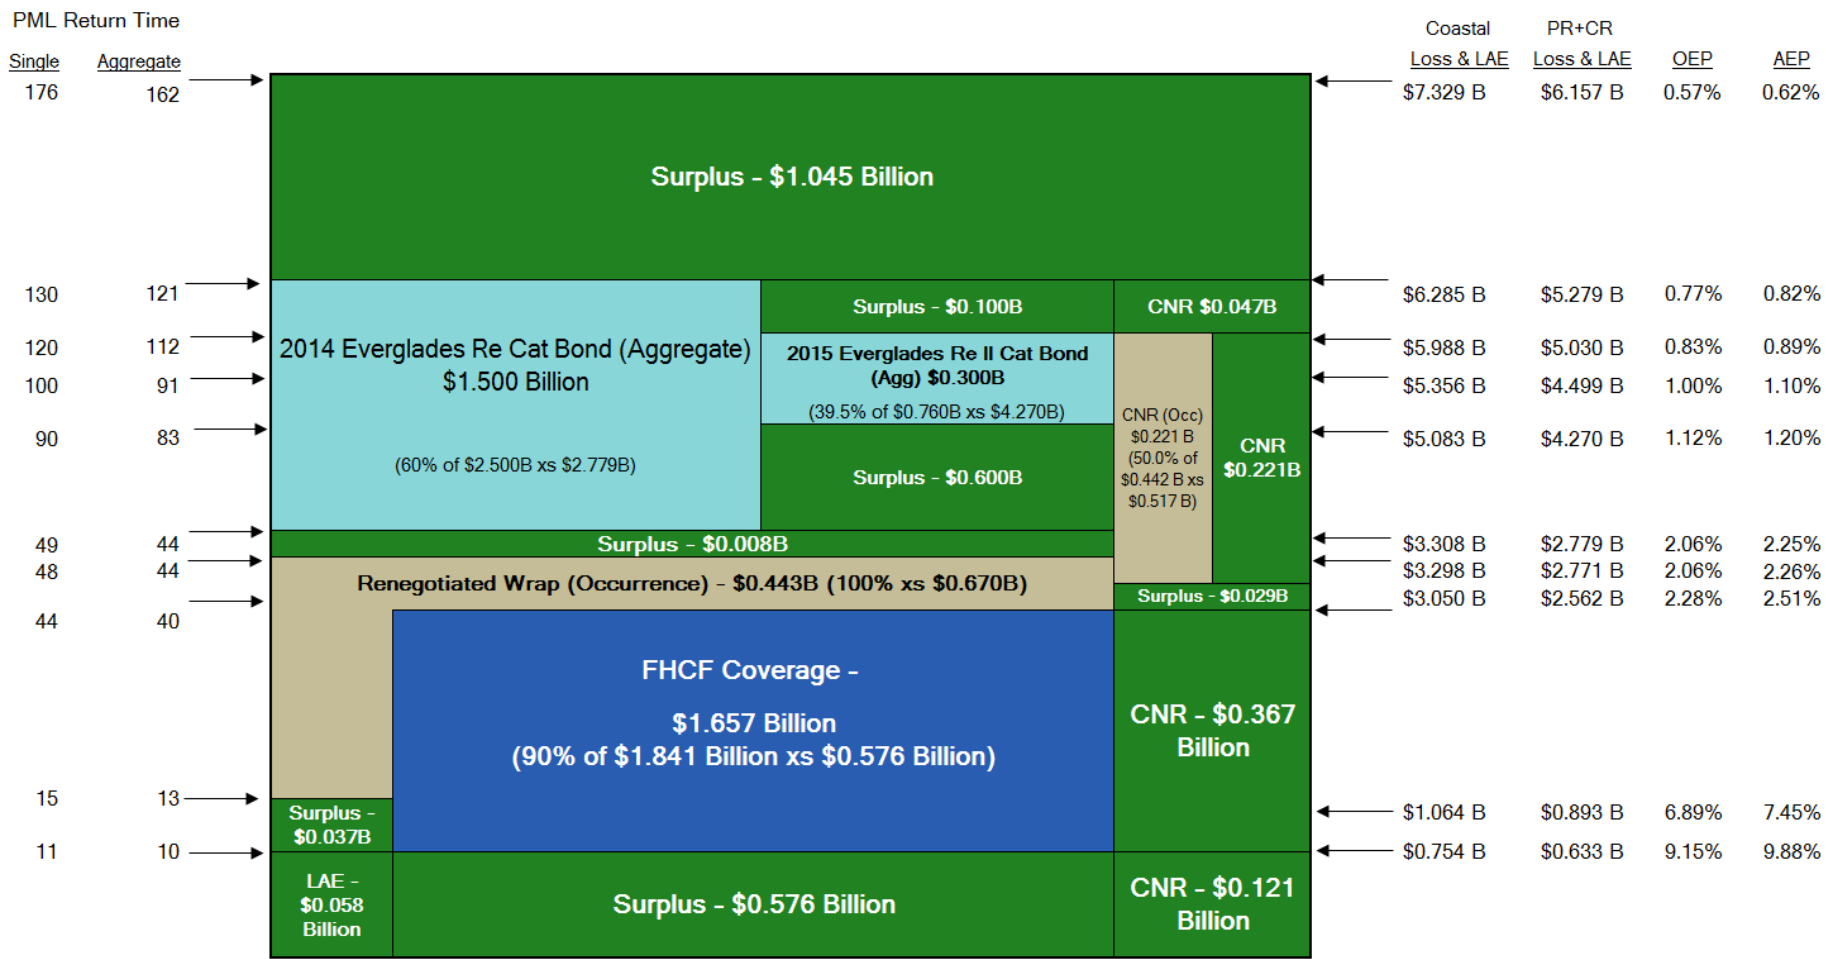 PML Return Time
Coastal PR+CR
Single Aggregate
Loss & LAE Loss & LAE OEP AEP
176 162
$7.329 B $6.157 B 0.57% 0.62%
Surplus - $1.045 Billion
130 121
$6.285 B $5.279 B 0.77% 0.82%
Surplus - $0.100B
CNR $0.047B
120 112
$5.988 B $5.030 B 0.83% 0.89%
2014 Everglades Re Cat Bond (Aggregate)
$1.500 Billion
(60% of $2.500B xs $2.779B)
2015 Everglades Re II Cat Bond
(Agg) $0.300B
(39.5% of $0.760B xs $4.270B)
100 91
$5.356 B $4.499 B 1.00% 1.10%
CNR (Occ)
$0.221 B
(50.0% of
$0.442 B xs
$0.517 B)
CNR
$0.221B
90 83
$5.083 B $4.270 B 1.12% 1.20%
Surplus - $0.600B
49 44
Surplus - $0.008B
$3.308 B $2.779 B 2.06% 2.25%
48 44
$3.298 B $2.771 B 2.06% 2.26%
Renegotiated Wrap (Occurrence) - $0.443B (100% xs $0.670B)
Surplus - $0.029B
$3.050 B $2.562 B 2.28% 2.51%
44 40
FHCF Coverage -
$1.657 Billion
(90% of $1.841 Billion xs $0.576 Billion)
CNR - $0.367
Billion
15 13
Surplus -
$0.037B
$1.064 B $0.893 B 6.89% 7.45%
11 10
$0.754 B $0.633 B 9.15% 9.88%
LAE -
$0.058
Billion
Surplus - $0.576 Billion
CNR - $0.121
Billion